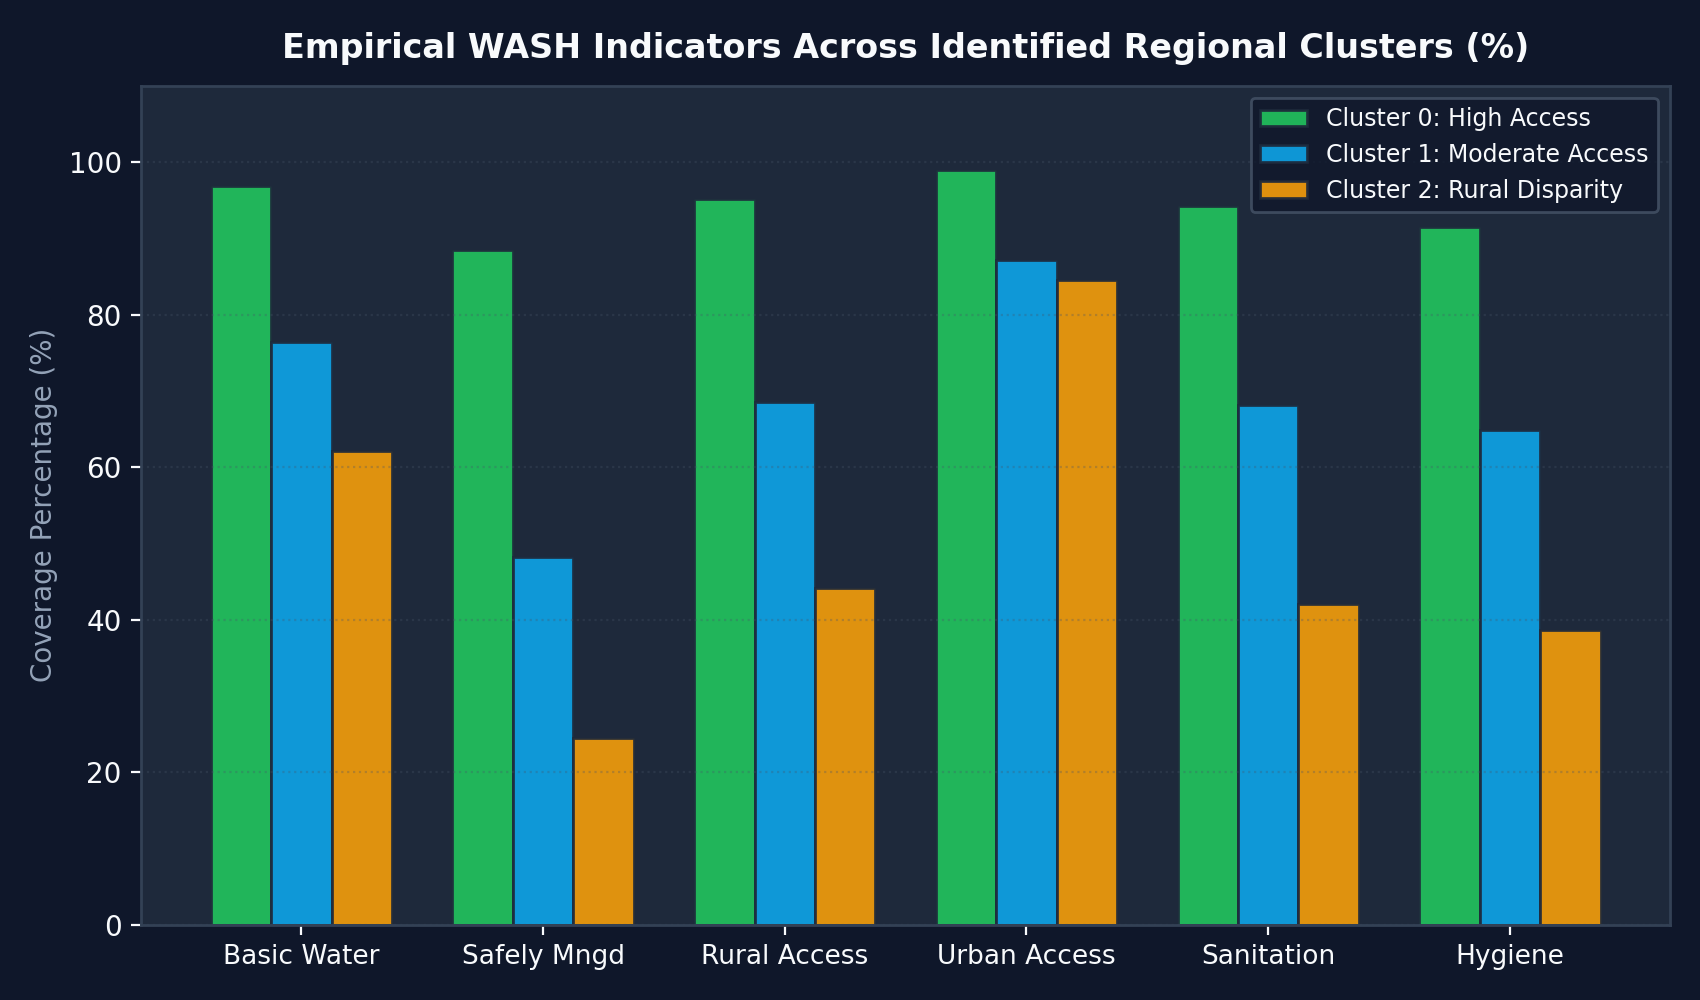 Empirical WASH Indicators Across Identified Regional Clusters (%)
Cluster 0: High Access
Cluster 1: Moderate Access
Cluster 2: Rural Disparity
Coverage Percentage (%)
100
80
60
40
20
0
Basic Water Safely Mngd Rural Access Urban Access Sanitation Hygiene